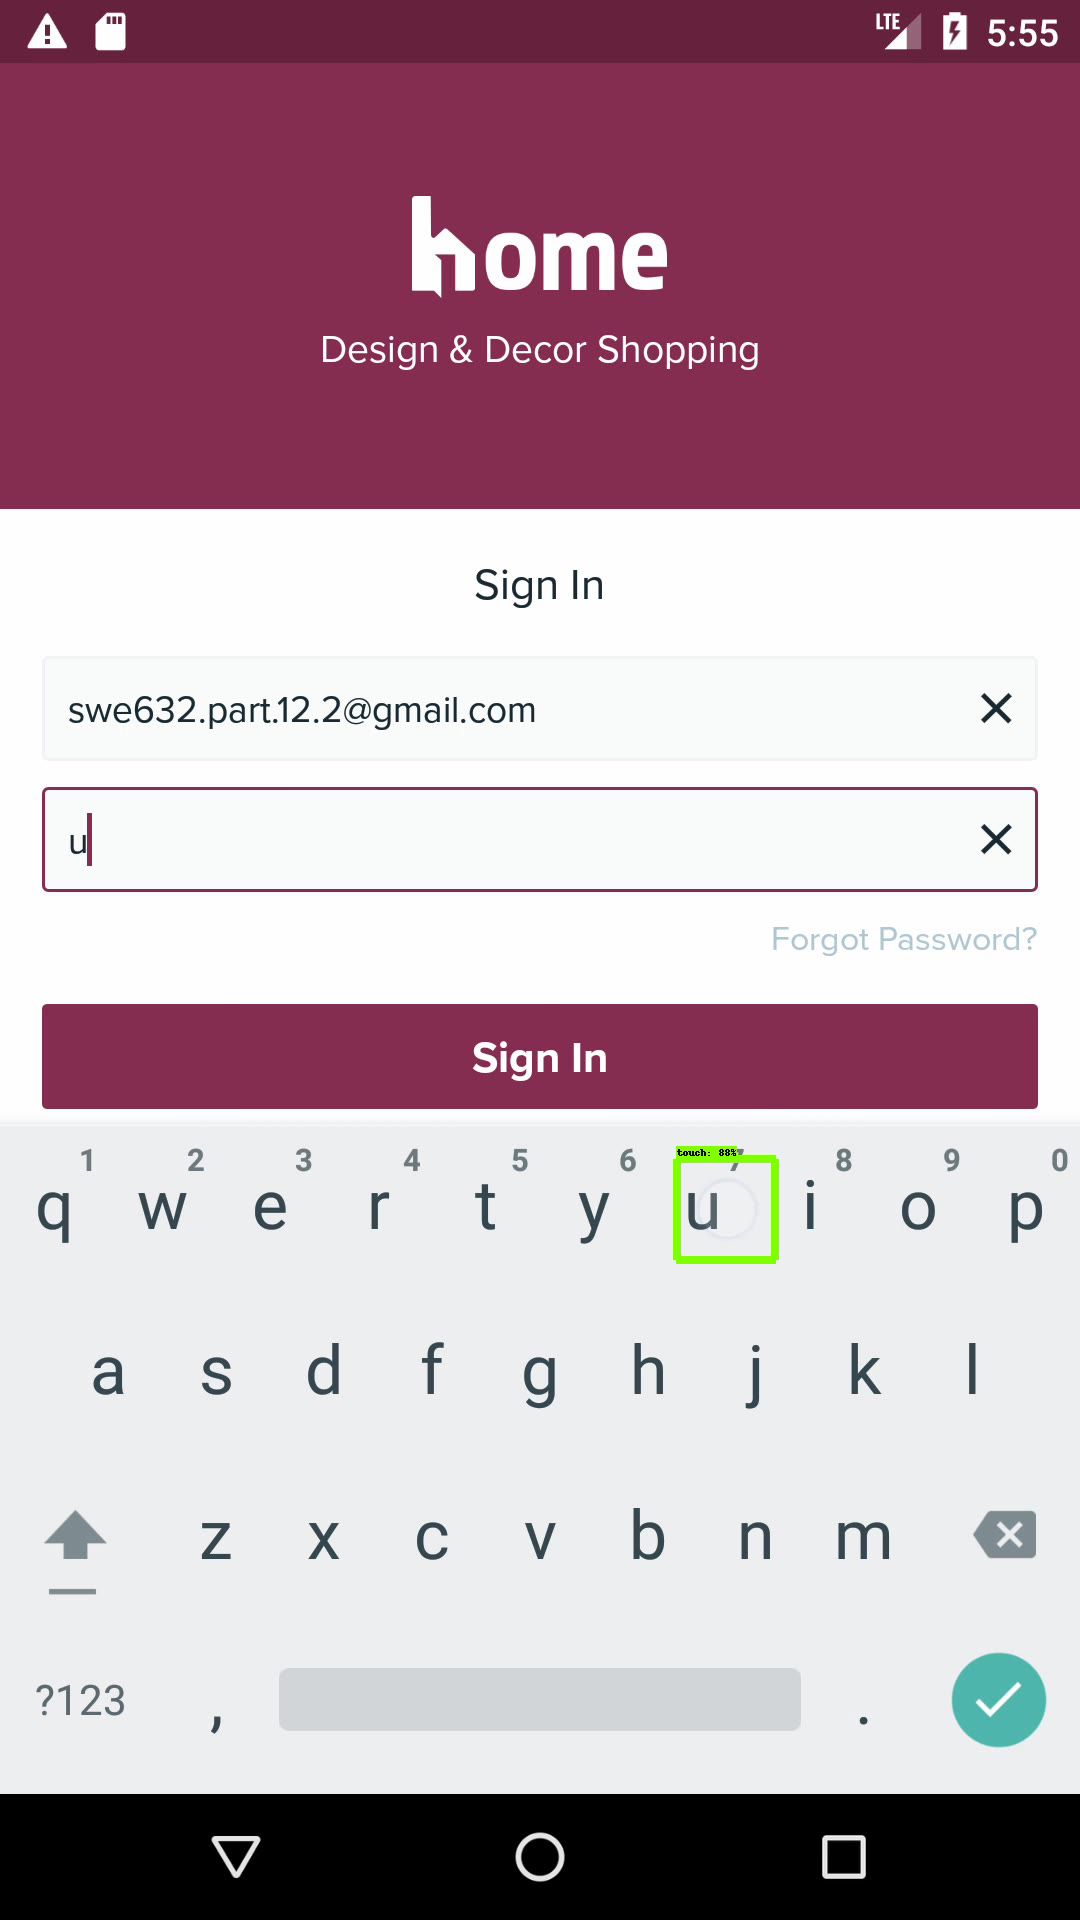 LTE 5:55
home
Design & Decor Shopping
Sign In
swe632.part.12.2@gmail.com
u
Forgot Password?
Sign In
touch: 88%
1 2 3 4 5 6 7 8 9 0
q w e r t y u i o p
a s d f g h j k l
z x c v b n m
?123 , .